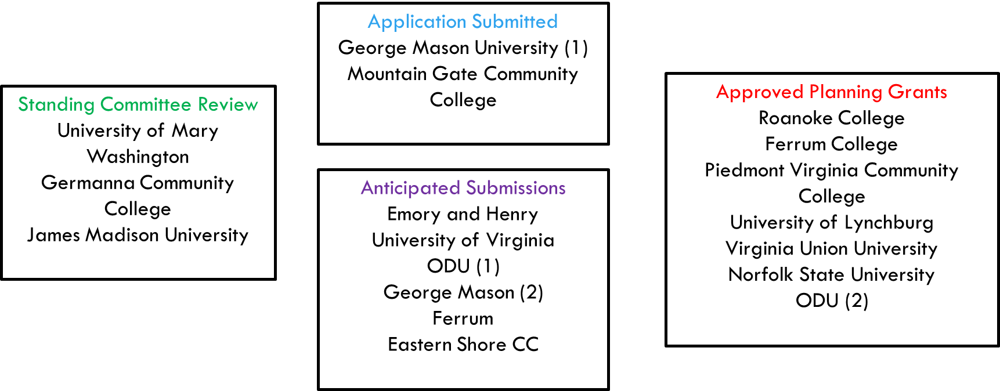 Standing Committee Review
University of Mary
Washington
Germanna Community
College
James Madison University
Application Submitted
George Mason University (1)
Mountain Gate Community
College
Anticipated Submissions
Emory and Henry
University of Virginia
ODU (1)
George Mason (2)
Ferrum
Eastern Shore CC
Approved Planning Grants
Roanoke College
Ferrum College
Piedmont Virginia Community
College
University of Lynchburg
Virginia Union University
Norfolk State University
ODU (2)